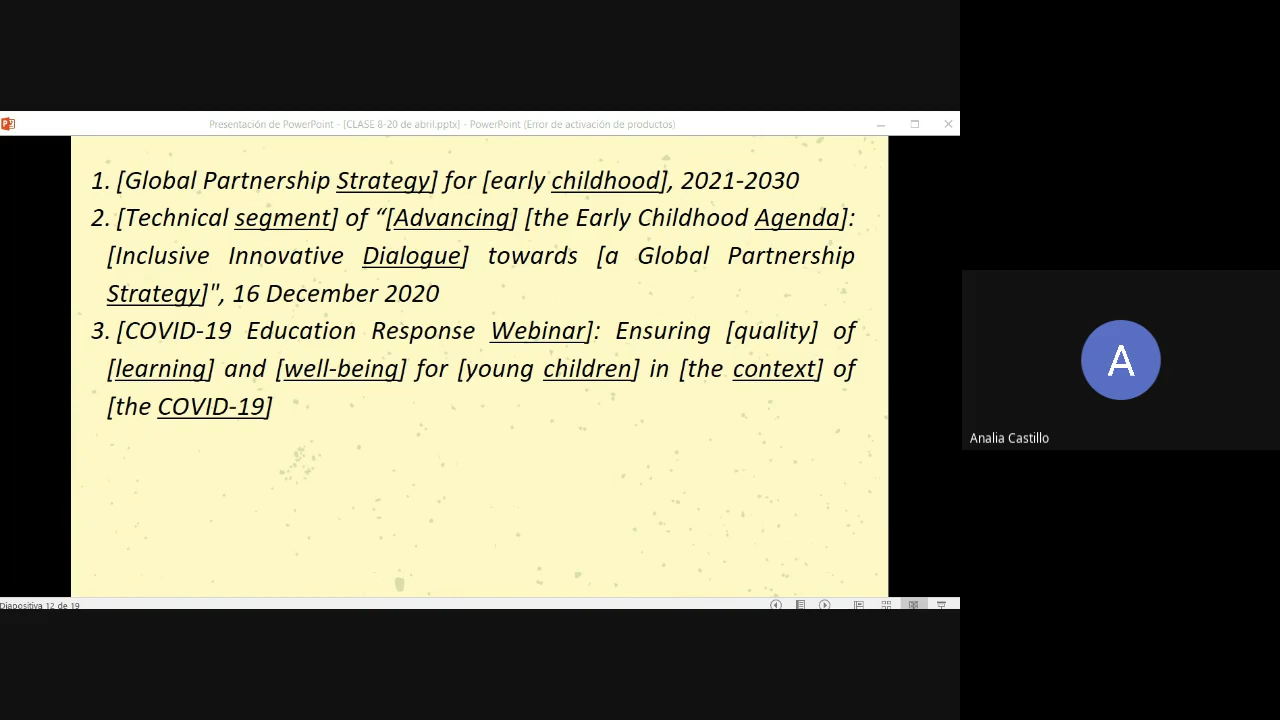 Presentación de PowerPoint - [CLASE 8-20 de abril.pptx] - PowerPoint (Error de activación de productos)
1. [Global Partnership Strategy] for [early childhood], 2021-2030
2. [Technical segment] of “[Advancing] [the Early Childhood Agenda]:
[Inclusive Innovative Dialogue] towards [a Global Partnership
Strategy]", 16 December 2020
3. [COVID-19 Education Response Webinar]: Ensuring [quality] of
[learning] and [well-being] for [young children] in [the context] of
[the COVID-19]
A
Analia Castillo
Diapositiva 12 de 19